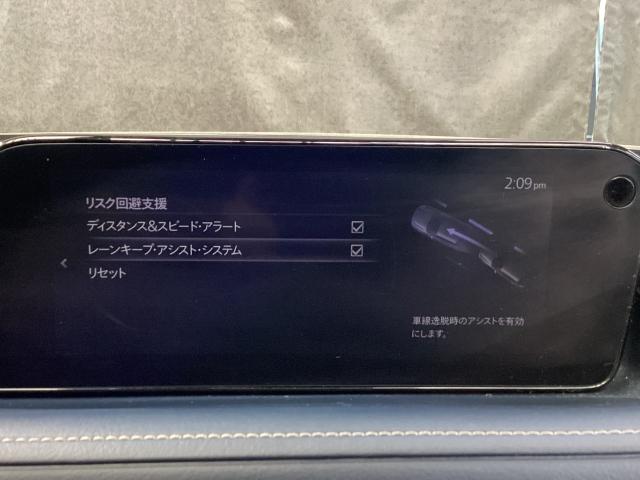 2:09pm
リスク回避支援
ディスタンス&スピード・アラート
レーンキープ・アシスト・システム
リセット
車線逸脱時のアシストを有効
にします。